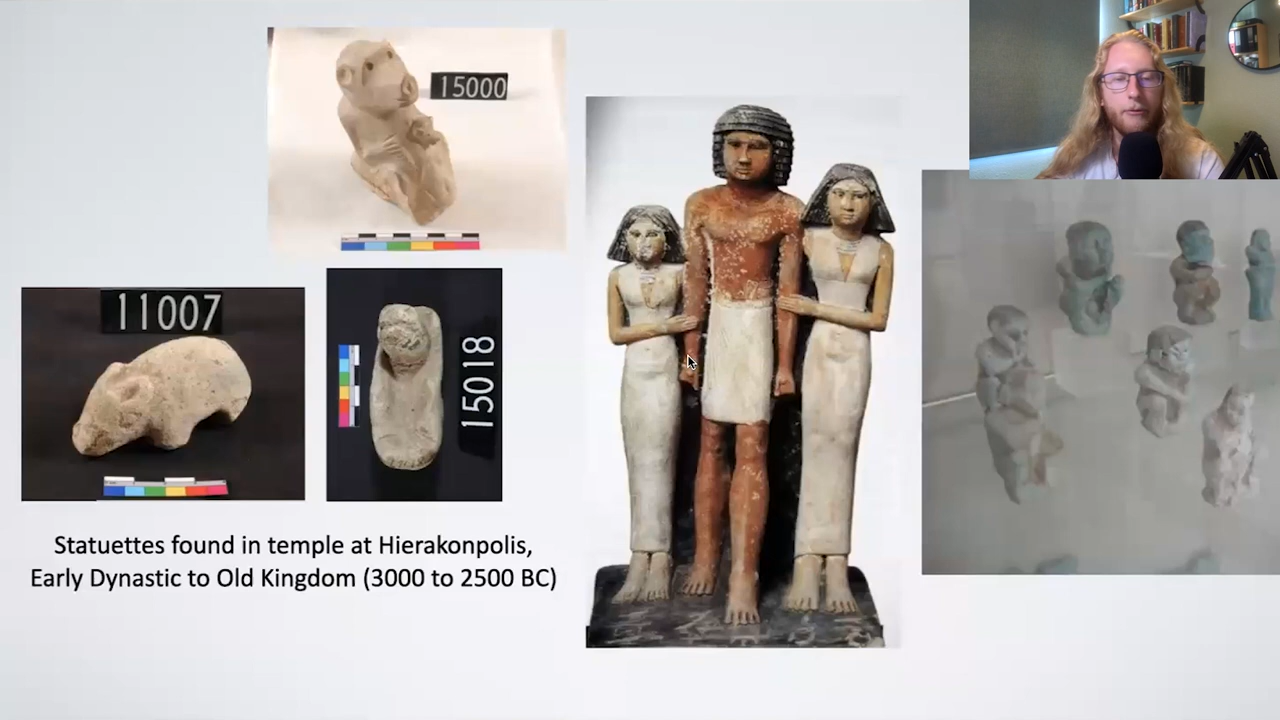 15000
11007
15018
Statuettes found in temple at Hierakonpolis,
Early Dynastic to Old Kingdom (3000 to 2500 BC)